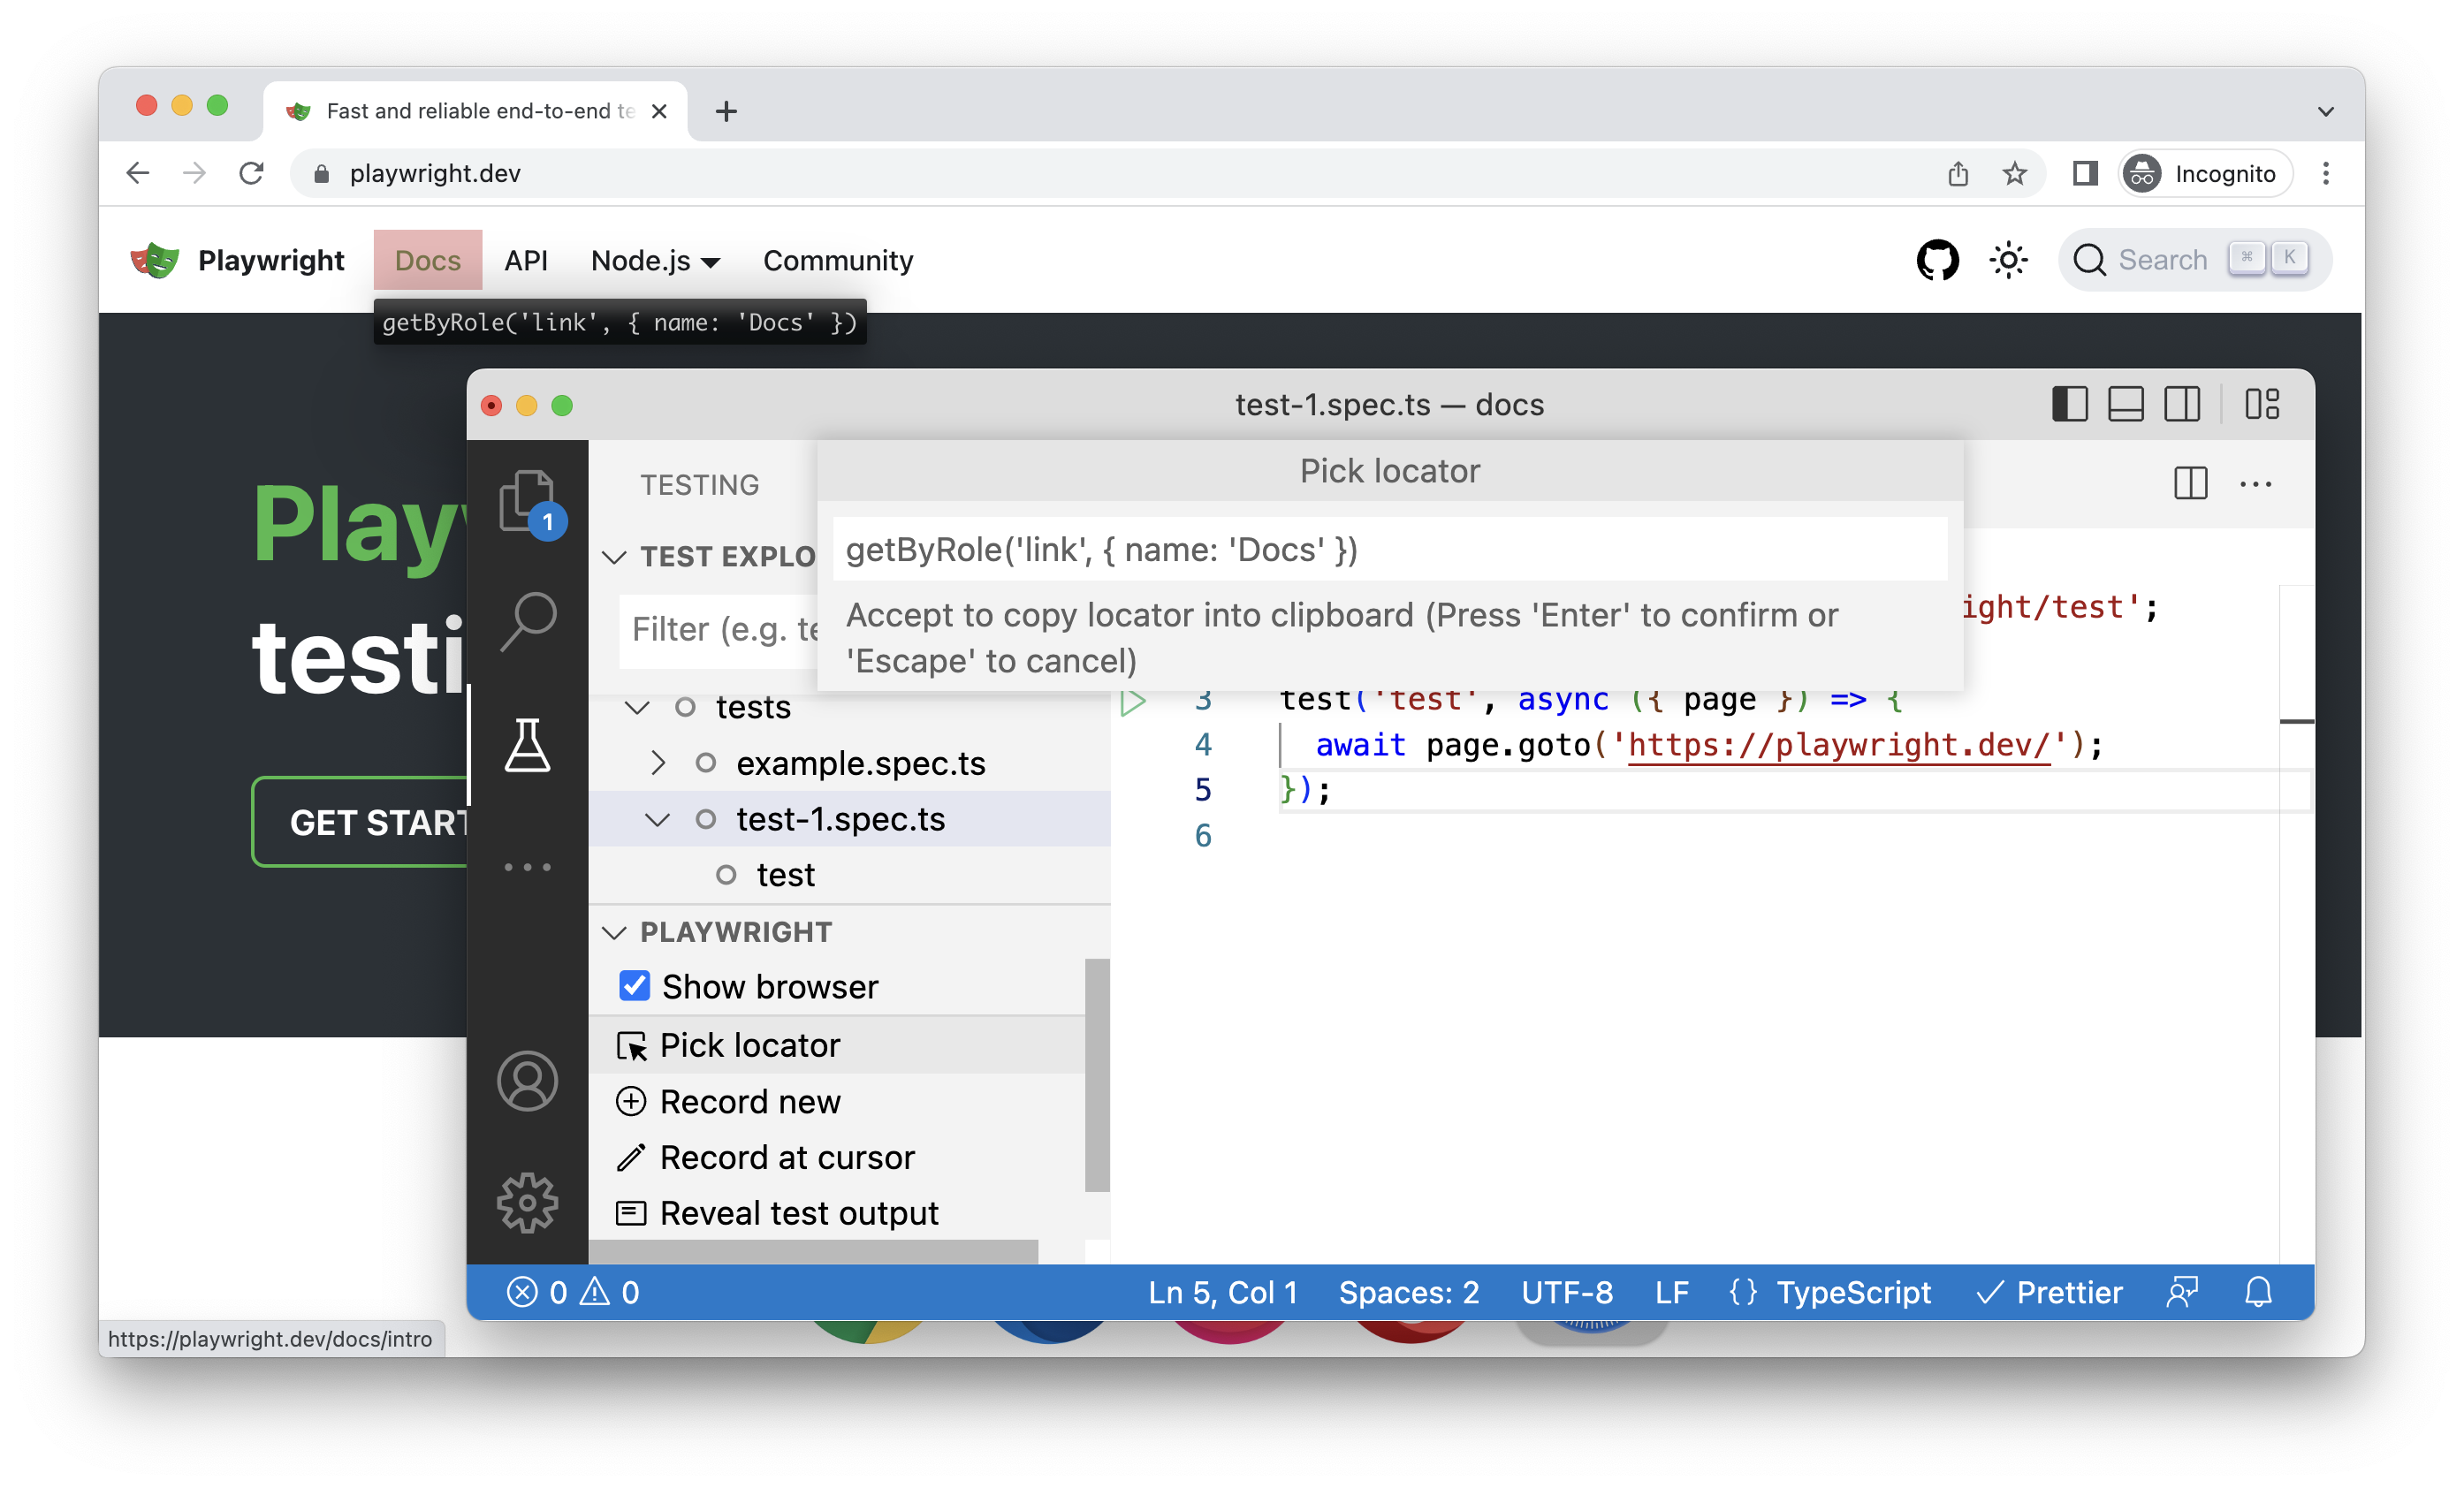 Fast and reliable end-to-end te
playwright.dev
Incognito
Playwright Docs API Node.js Community
Search ⌘ K
getByRole('link', { name: 'Docs' })
Play
testi
GET START
test-1.spec.ts — docs
Pick locator
getByRole('link', { name: 'Docs' })
Accept to copy locator into clipboard (Press 'Enter' to confirm or
'Escape' to cancel)
1
TESTING
TEST EXPLO
Filter (e.g. te
tests
example.spec.ts
test-1.spec.ts
test
PLAYWRIGHT
Show browser
Pick locator
Record new
Record at cursor
Reveal test output
ight/test';
3 test('test', async ({ page }) => {
4 await page.goto('https://playwright.dev/');
5 });
6
0 0 Ln 5, Col 1 Spaces: 2 UTF-8 LF {} TypeScript Prettier
https://playwright.dev/docs/intro